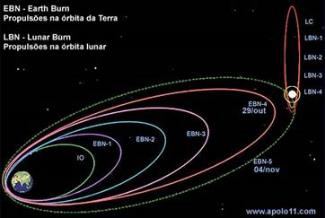 EBN - Earth Burn
Propulsões na órbita da Terra
LBN - Lunar Burn
Propulsões na órbita lunar
LC
LBN-1
LBN-2
LBN-3
LBN-4
EBN-4
29/out
EBN-3
EBN-2
EBN-1
IO
EBN-5
04/nov
www.apolo11.com